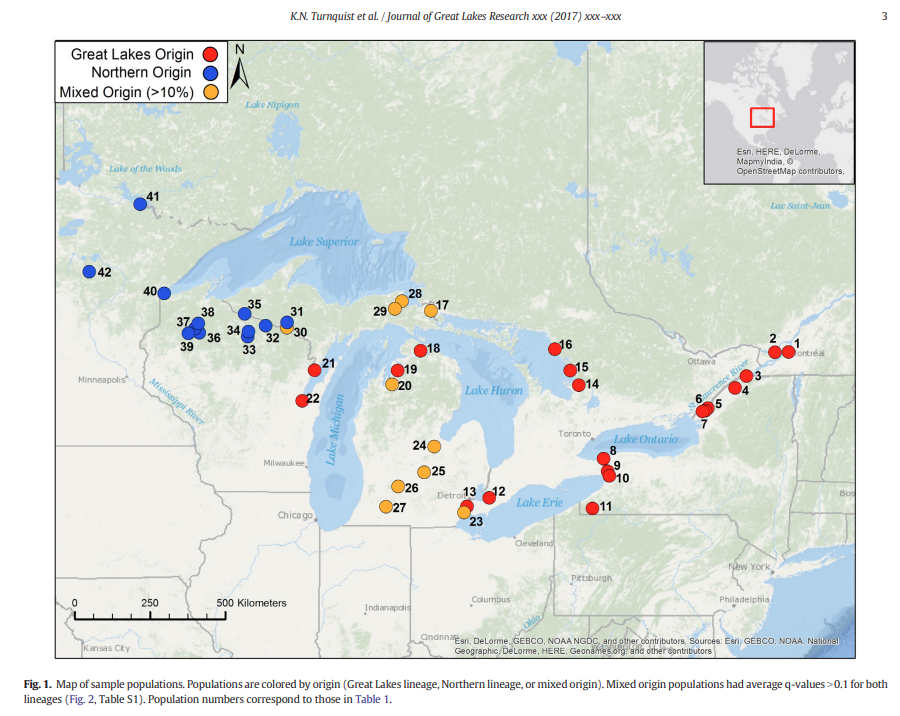 K.N. Turnquist et al. / Journal of Great Lakes Research xxx (2017) xxx–xxx
3
Great Lakes Origin
Northern Origin
Mixed Origin (>10%)
N
Lake Nipigon
Esri, HERE, DeLorme,
MapmyIndia, ©
OpenStreetMap contributors,
Lake of the Woods
41
Lac Saint-Jean
Lake Superior
42
40
28
29
17
35
38
37
31
34
36
32
30
39
33
18
16
2
1
ontréal
Ottawa
21
19
15
3
Minneapolis
20
14
4
St Lawrence River
Mississippi River
22
Lake Michigan
Lake Huron
6
5
7
Toronto
Lake Ontario
24
8
Milwaukee
25
9
10
26
Detroit
13
12
27
Lake Erie
11
Chicago
23
Bos
Cleveland
New York
Pittsburgh
0 250 500 Kilometers
Indianapolis
Columbus
Philadelphia
Ohio
Cincinnat
Kansas City
Esri, DeLorme, GEBCO, NOAA NGDC, and other contributors, Sources: Esri, GEBCO, NOAA, National
Geographic, DeLorme, HERE, Geonames.org, and other contributors
Fig. 1. Map of sample populations. Populations are colored by origin (Great Lakes lineage, Northern lineage, or mixed origin). Mixed origin populations had average q-values >0.1 for both
lineages (Fig. 2, Table S1). Population numbers correspond to those in Table 1.